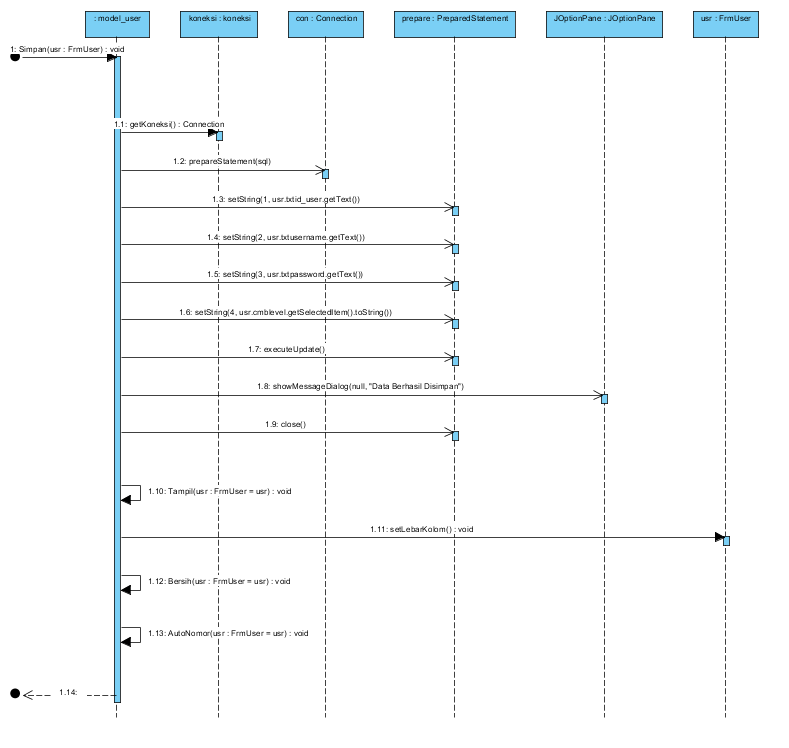 : model_user
koneksi : koneksi
con : Connection
prepare : PreparedStatement
JOptionPane : JOptionPane
usr : FrmUser
1: Simpan(usr : FrmUser) : void
1.1: getKoneksi() : Connection
1.2: prepareStatement(sql)
1.3: setString(1, usr.txtid_user.getText())
1.4: setString(2, usr.txtusername.getText())
1.5: setString(3, usr.txtpassword.getText())
1.6: setString(4, usr.cmblevel.getSelectedItem().toString())
1.7: executeUpdate()
1.8: showMessageDialog(null, "Data Berhasil Disimpan")
1.9: close()
1.10: Tampil(usr : FrmUser = usr) : void
1.11: setLebarKolom() : void
1.12: Bersih(usr : FrmUser = usr) : void
1.13: AutoNomor(usr : FrmUser = usr) : void
1.14: